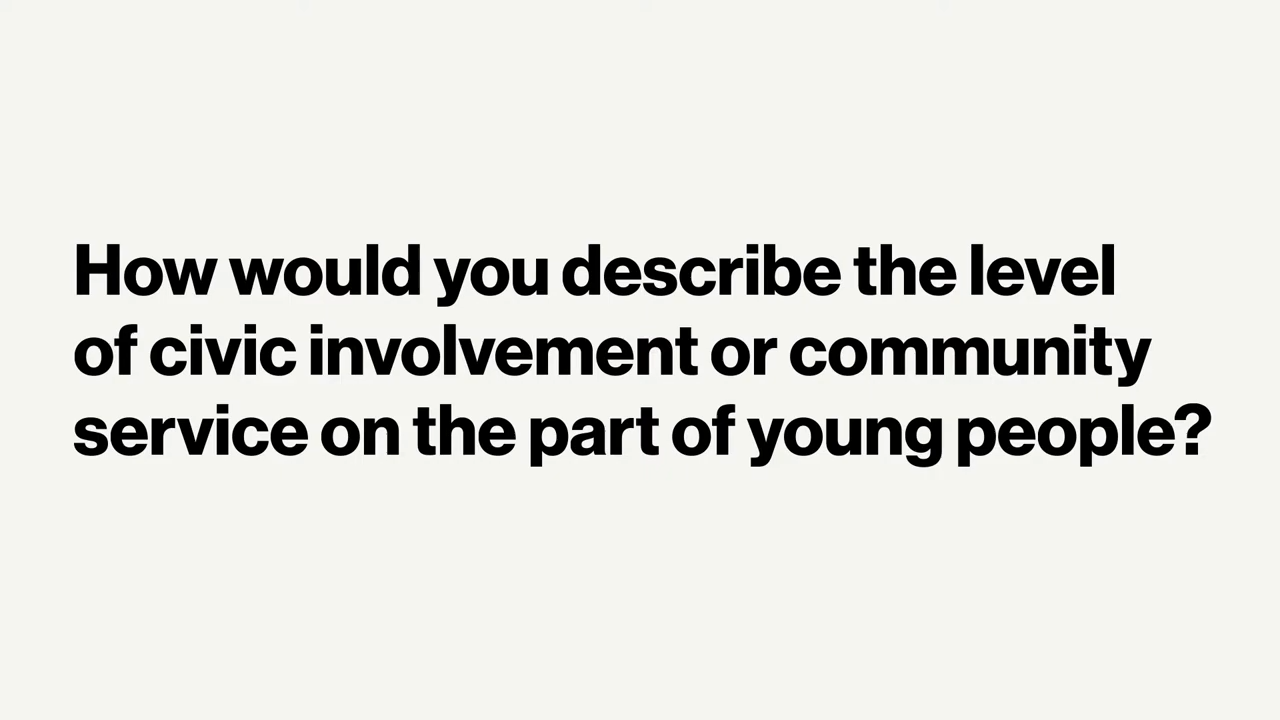 How would you describe the level
of civic involvement or community
service on the part of young people?